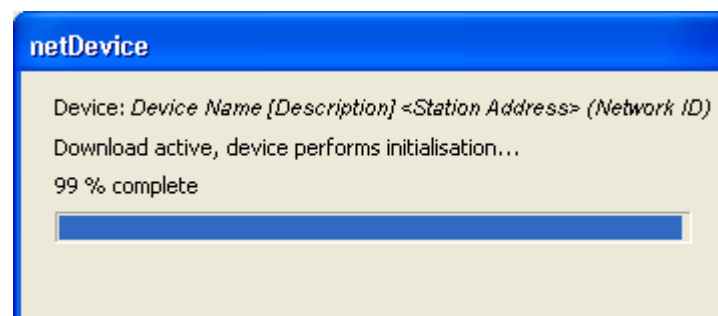 netDevice
Device: Device Name [Description] <Station Address> (Network ID)
Download active, device performs initialisation...
99 % complete